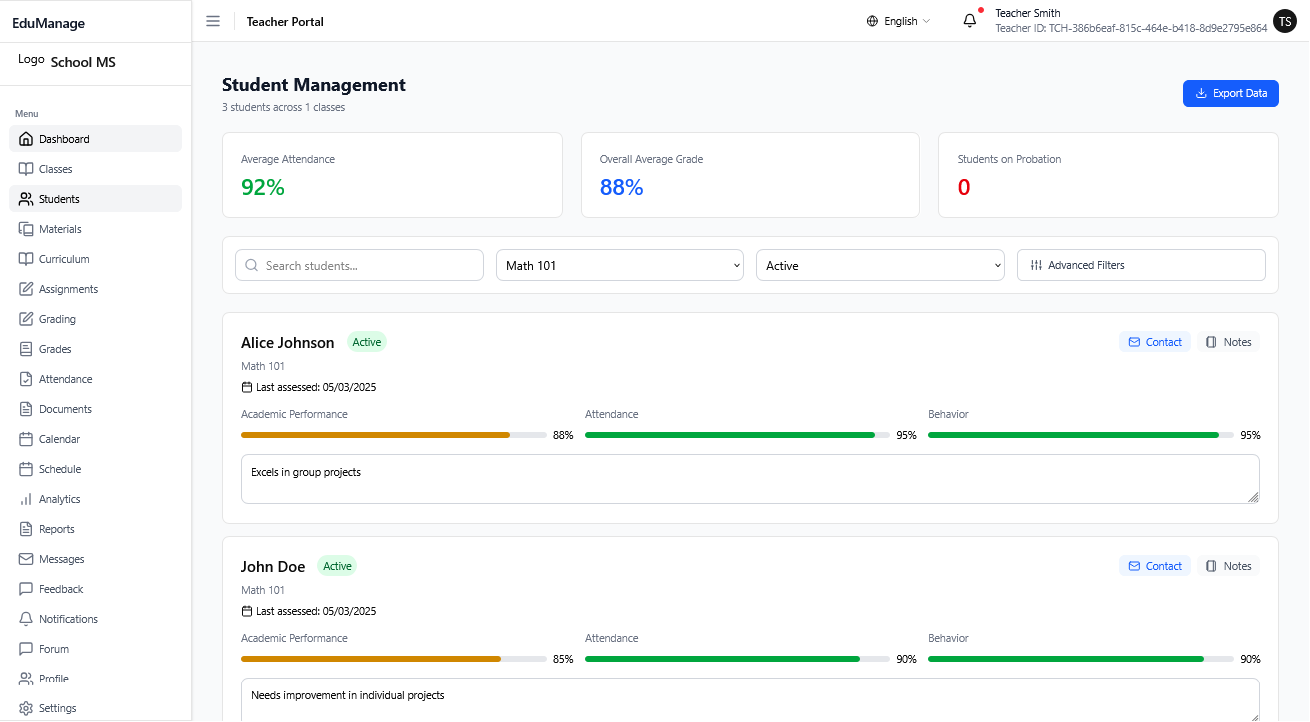 EduManage
Teacher Portal
English
Teacher Smith
Teacher ID: TCH-386b6eaf-815c-464e-b418-8d9e2795e864
TS
Logo School MS
Menu
Dashboard
Classes
Students
Materials
Curriculum
Assignments
Grading
Grades
Attendance
Documents
Calendar
Schedule
Analytics
Reports
Messages
Feedback
Notifications
Forum
Profile
Settings
Student Management
3 students across 1 classes
Export Data
Average Attendance
92%
Overall Average Grade
88%
Students on Probation
0
Search students...
Math 101
Active
Advanced Filters
Alice Johnson Active
Contact Notes
Math 101
Last assessed: 05/03/2025
Academic Performance
88%
Attendance
95%
Behavior
95%
Excels in group projects
John Doe Active
Contact Notes
Math 101
Last assessed: 05/03/2025
Academic Performance
85%
Attendance
90%
Behavior
90%
Needs improvement in individual projects